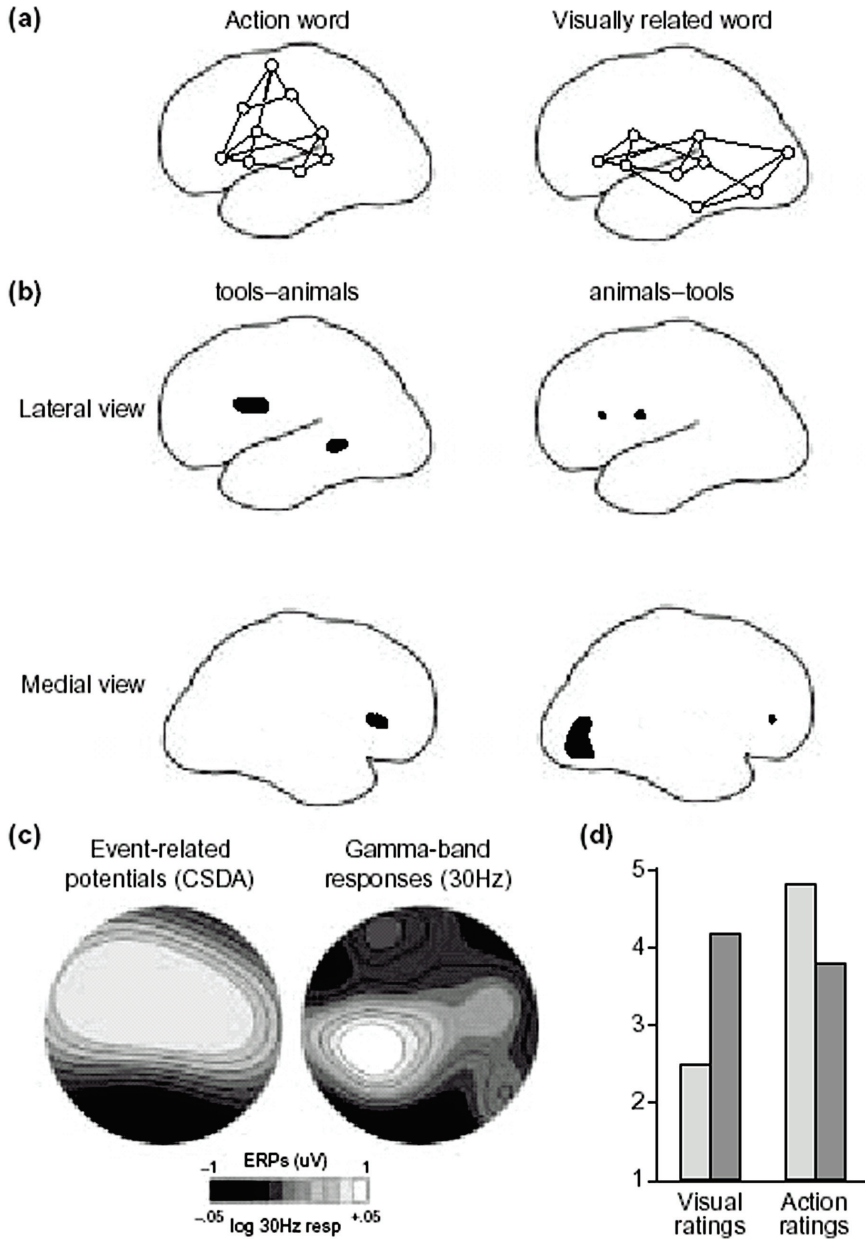 (a)
Action word
Visually related word
(b)
tools–animals
animals–tools
Lateral view
Medial view
(c)
Event-related
potentials (CSDA)
Gamma-band
responses (30Hz)
–1 ERPs (uV) 1
–.05 log 30Hz resp +.05
(d)
5
4
3
2
1
Visual
ratings
Action
ratings